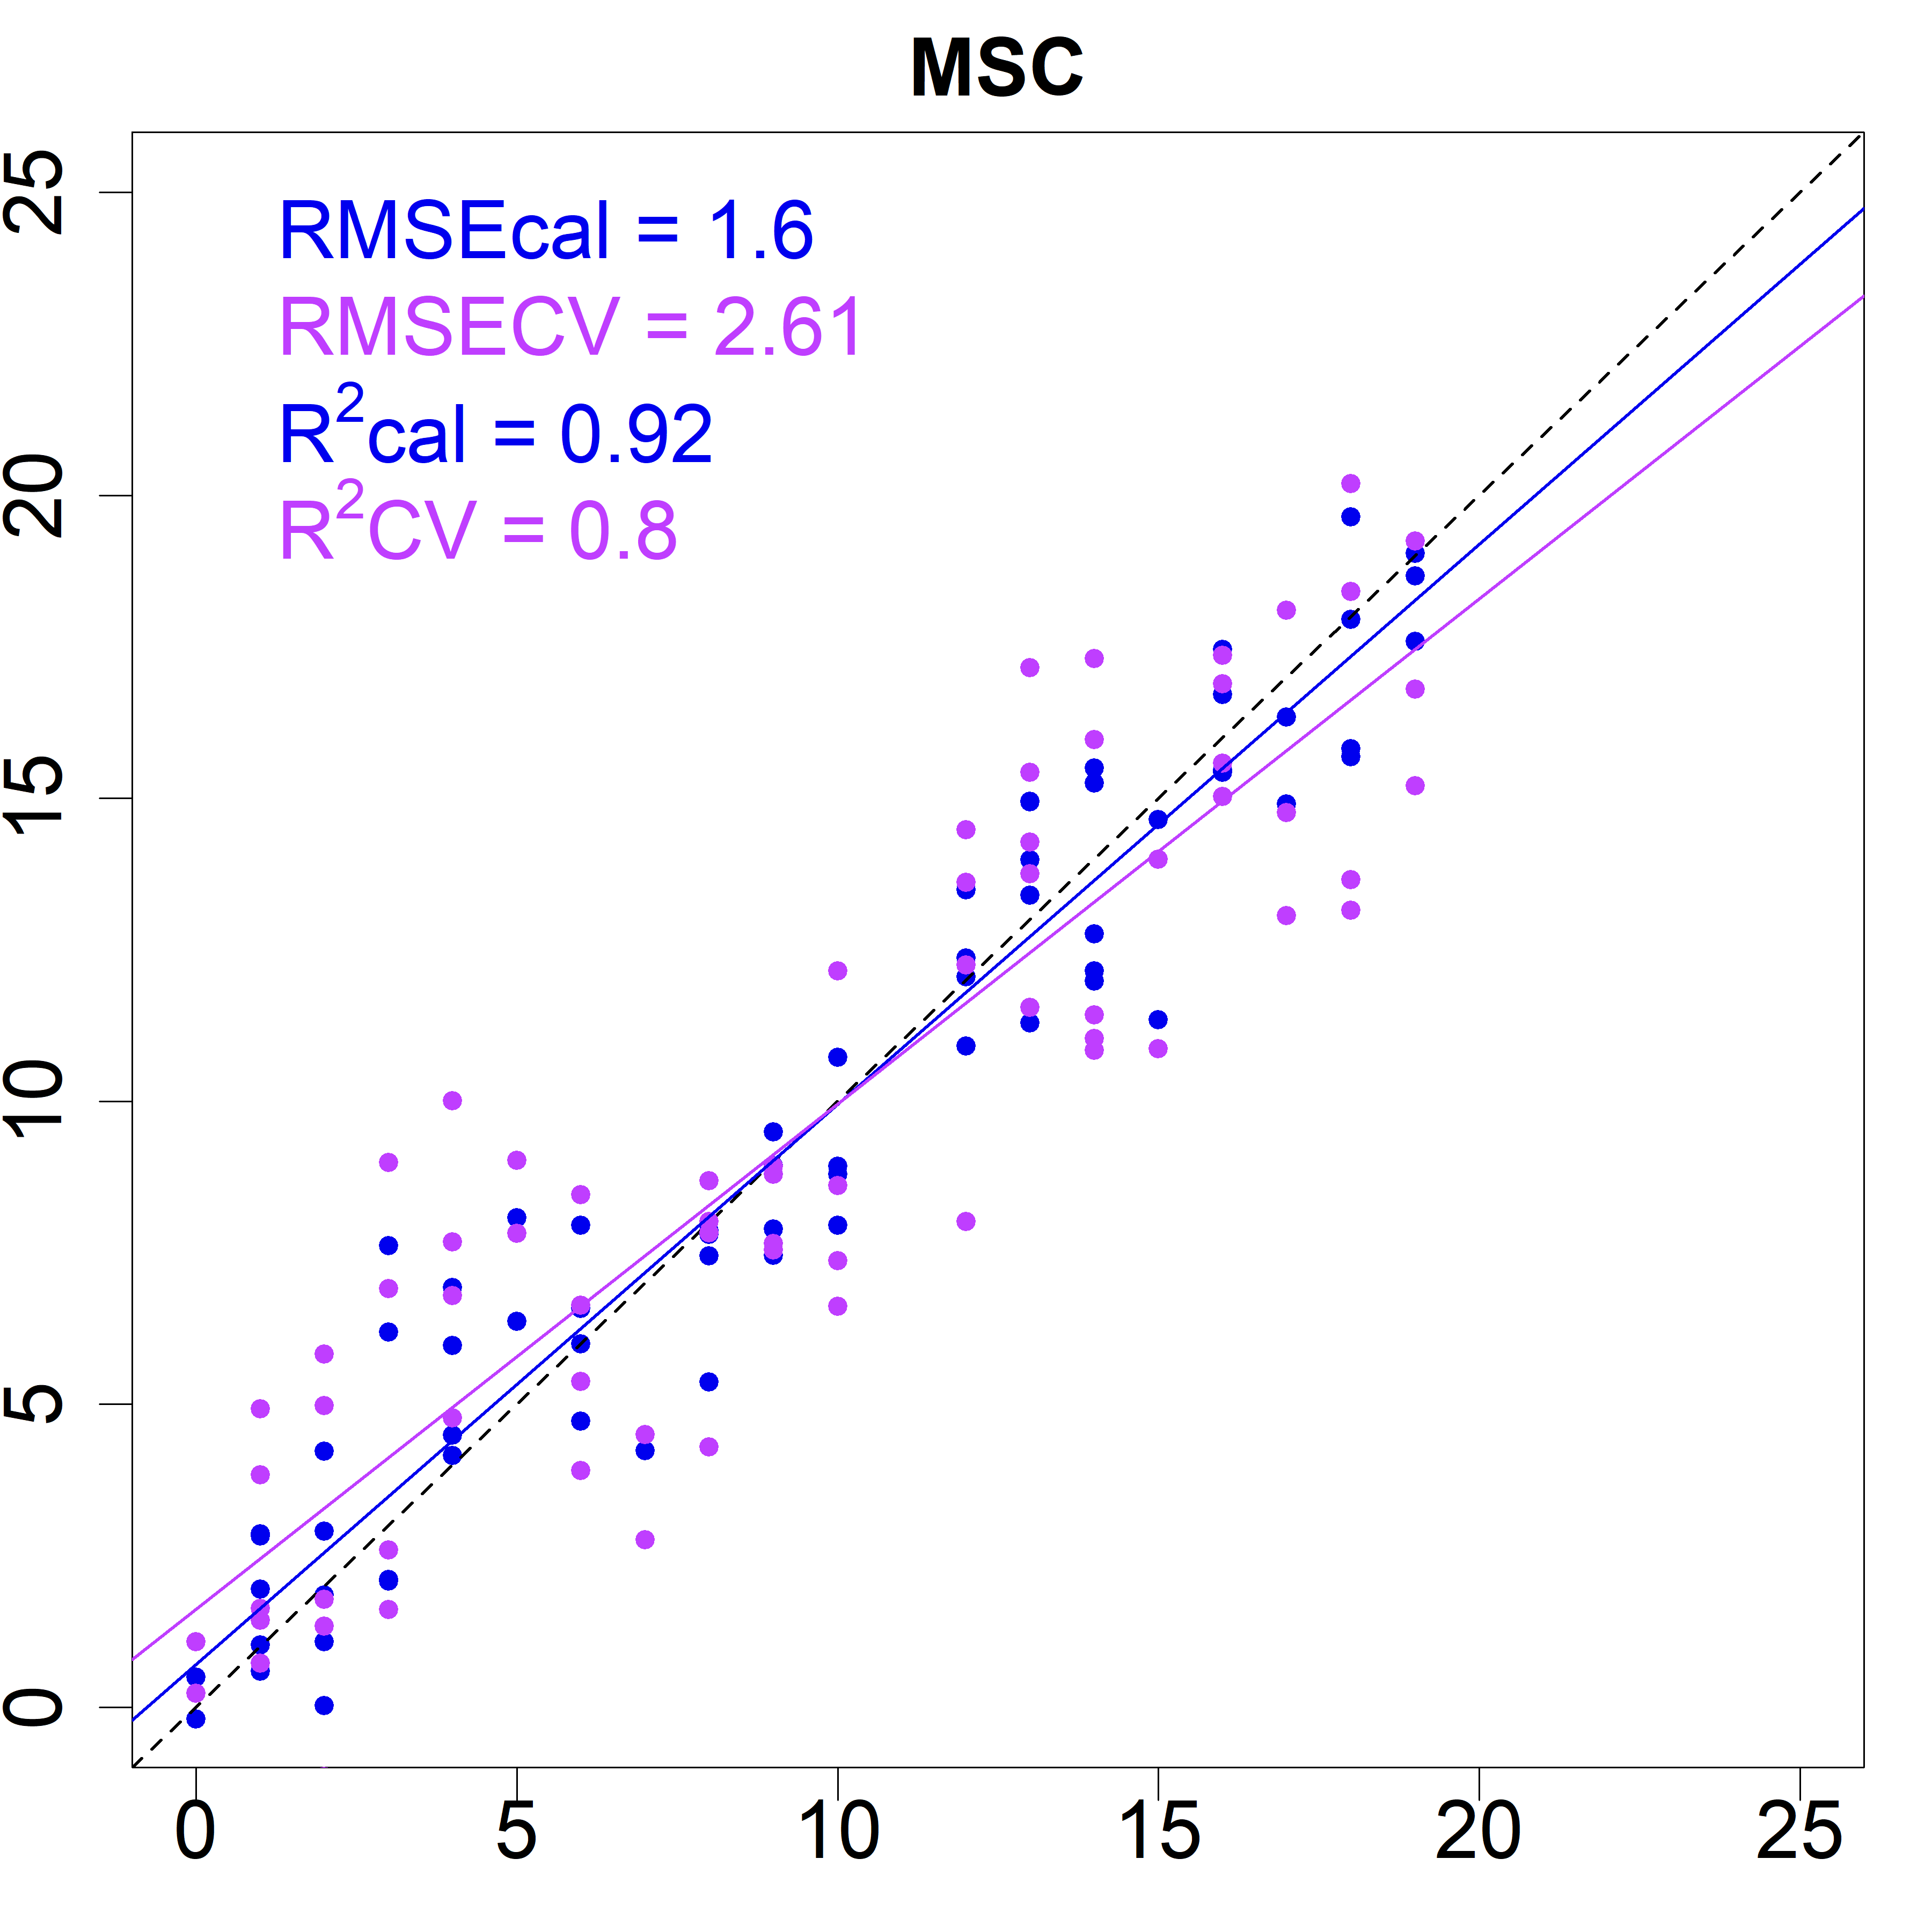 MSC
RMSEcal = 1.6
RMSECV = 2.61
R²cal = 0.92
R²CV = 0.8
25
20
15
10
5
0
0 5 10 15 20 25